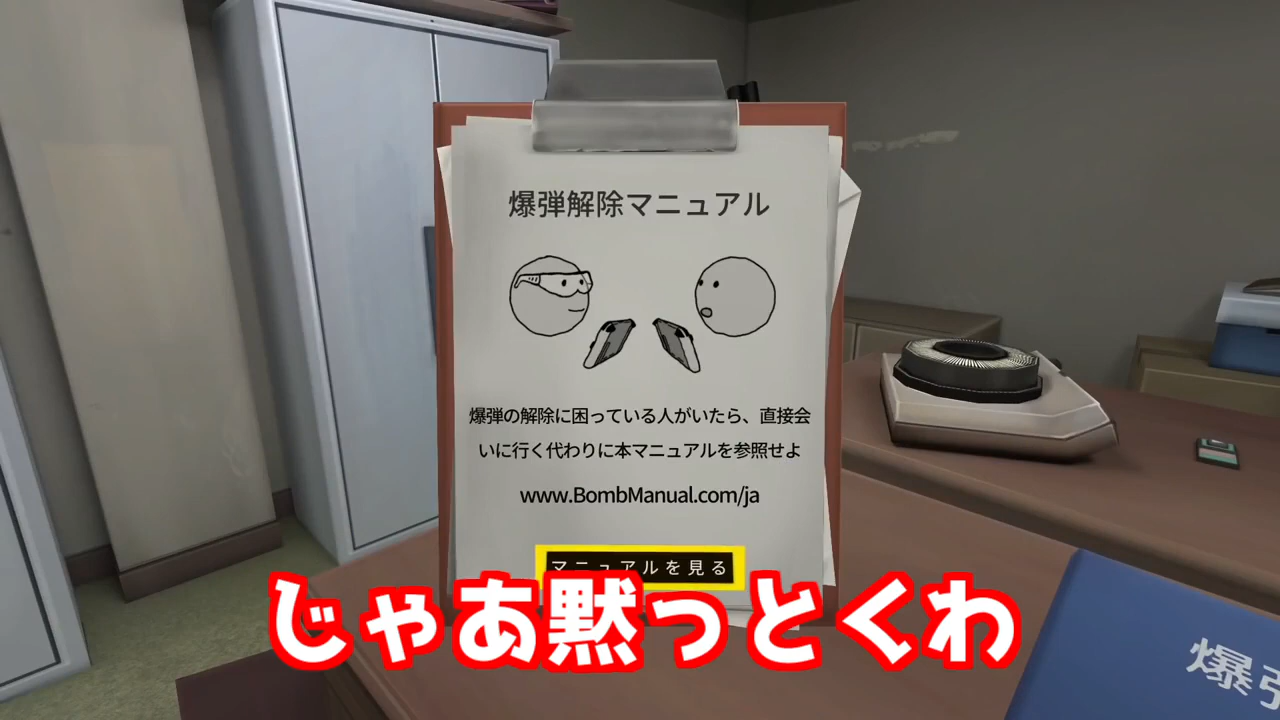 爆弾解除マニュアル
爆弾の解除に困っている人がいたら、直接会
いに行く代わりに本マニュアルを参照せよ
www.BombManual.com/ja
マニュアルを見る
じゃあ黙っとくわ
爆